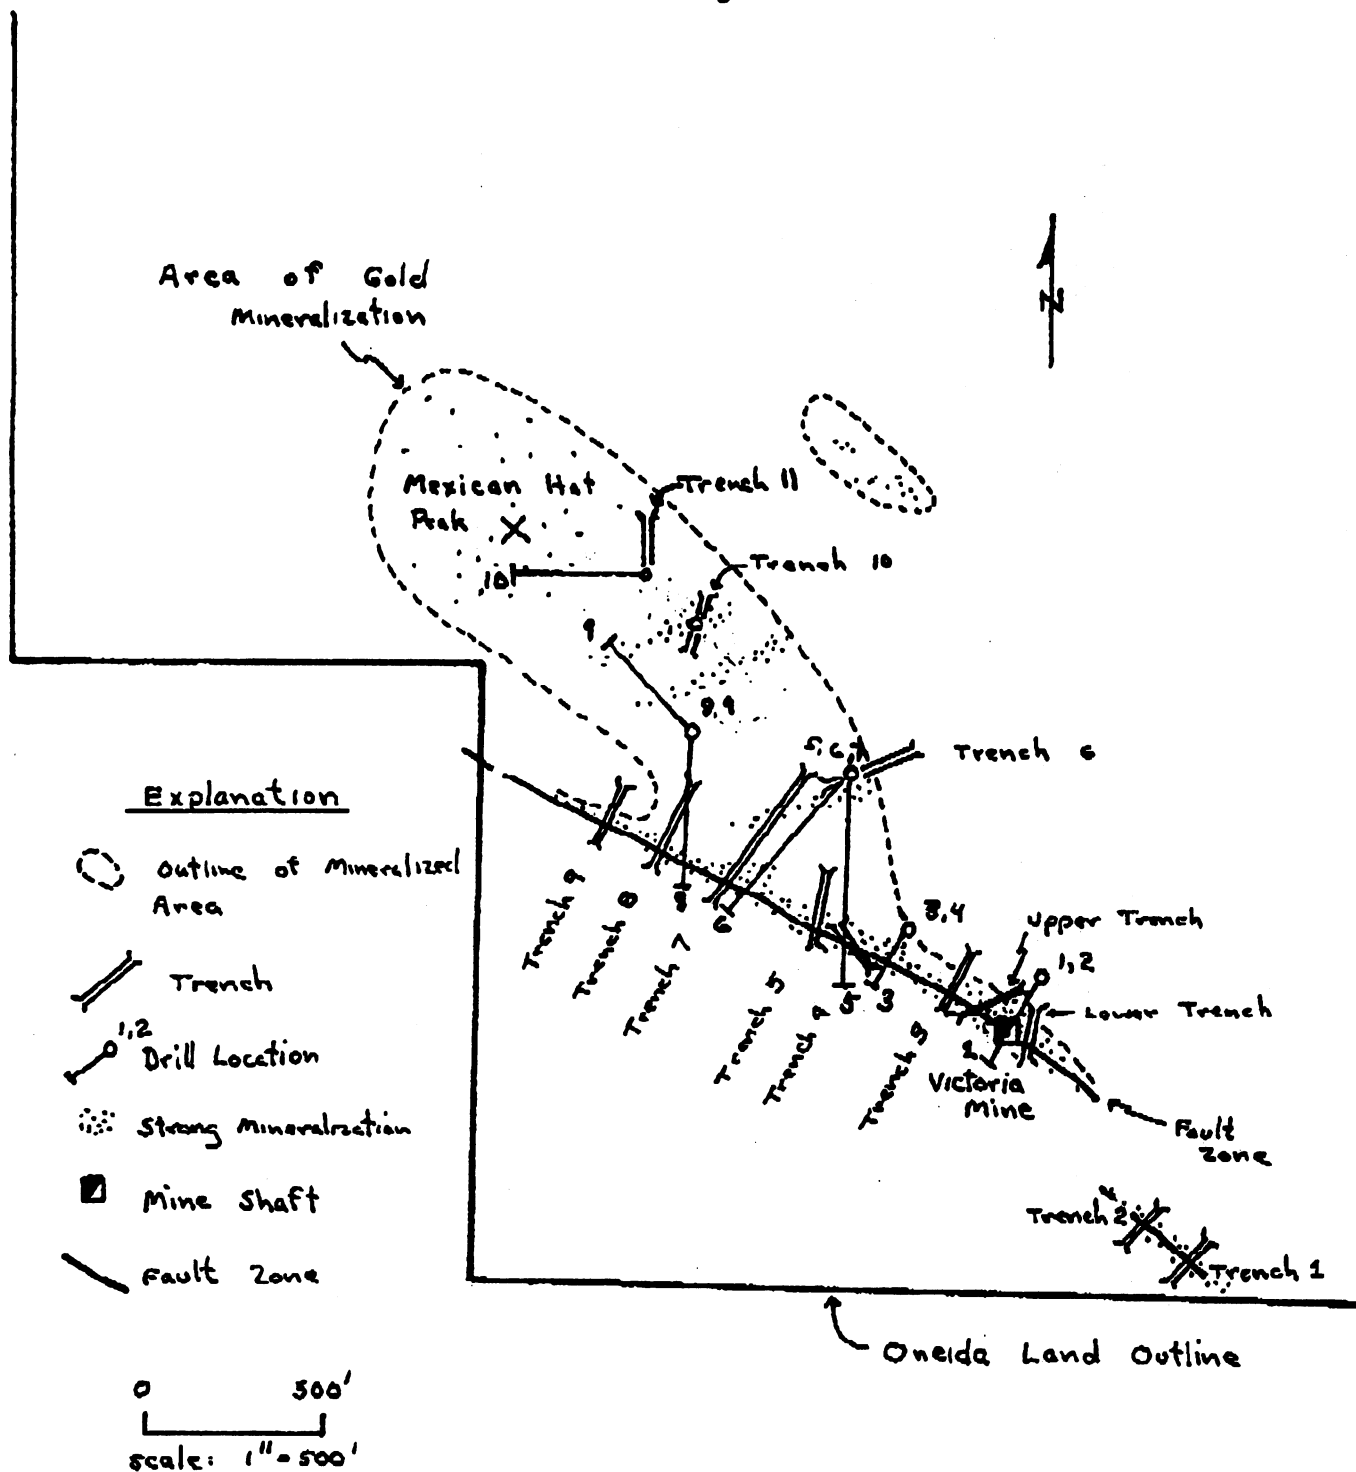 Area of Gold
Mineralization
N
Mexican Hat
Peak
Trench 11
10
Trench 10
9
8,9
5,6,7
Trench 6
Explanation
Outline of Mineralized
Area
Trench
1,2
Drill Location
Strong Mineralization
Mine Shaft
Fault Zone
Trench 9
Trench 8
Trench 7
Trench 5
Trench 4
Trench 3
8
6
5
3
3,4
Upper Trench
1,2
Lower Trench
2
Victoria
Mine
Fault
Zone
Trench 2
Trench 1
Oneida Land Outline
0 500'
Scale: 1" = 500'